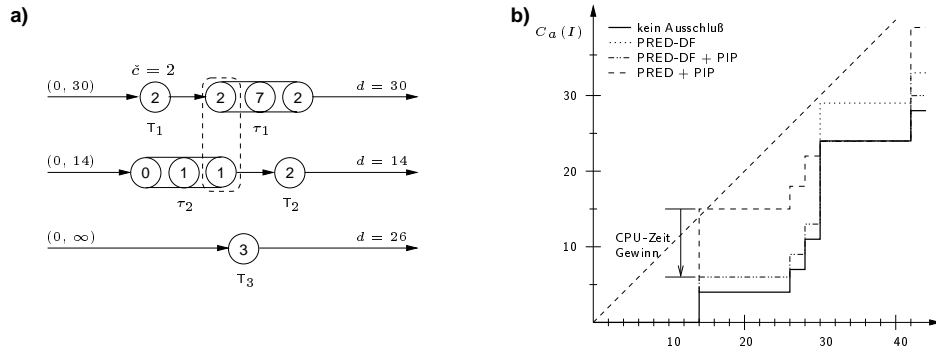 a)
č = 2
(0, 30) 2 2 7 2 d = 30
T1 τ1
(0, 14) 0 1 1 2 d = 14
τ2 T2
(0, ∞) 3 d = 26
T3
b)
Ca (I)
kein Ausschluß
PRED-DF
PRED-DF + PIP
PRED + PIP
30
20
10
CPU-Zeit
Gewinn
10 20 30 40